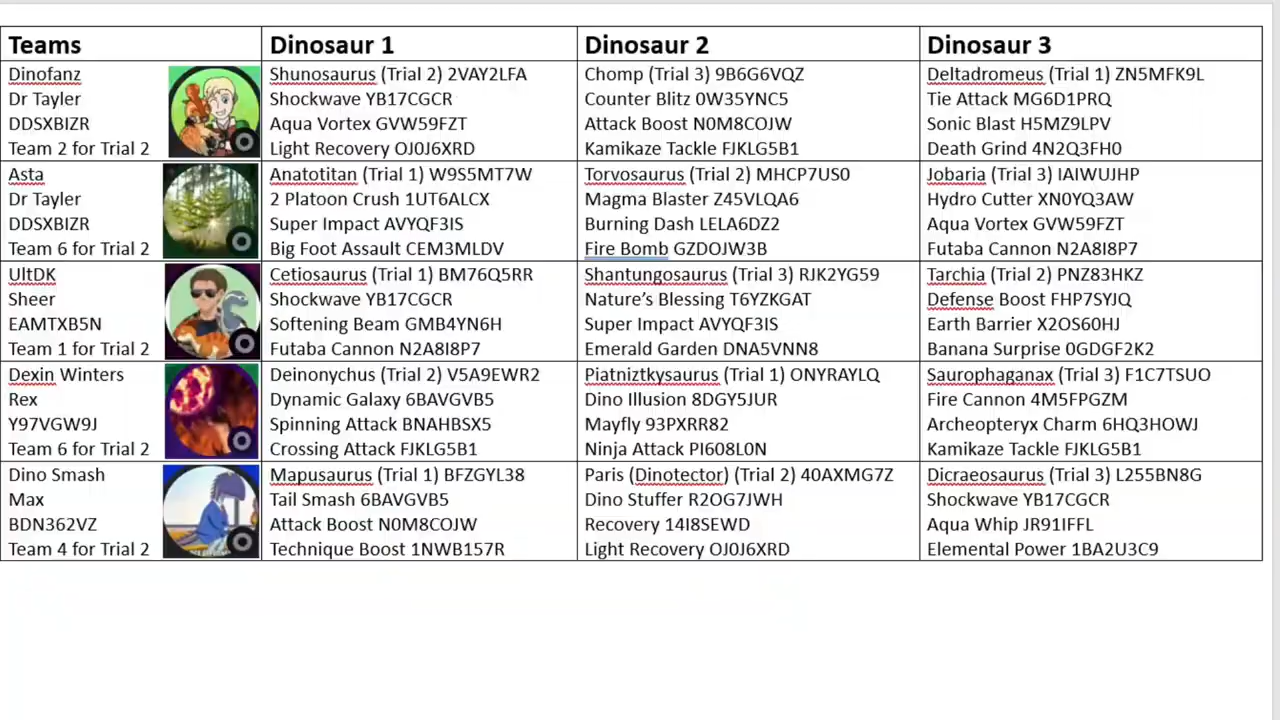 Teams
Dinosaur 1
Dinosaur 2
Dinosaur 3
Dinofanz
Dr Tayler
DDSXBIZR
Team 2 for Trial 2
Shunosaurus (Trial 2) 2VAY2LFA
Shockwave YB17CGCR
Aqua Vortex GVW59FZT
Light Recovery OJ0J6XRD
Chomp (Trial 3) 9B6G6VQZ
Counter Blitz 0W35YNC5
Attack Boost N0M8COJW
Kamikaze Tackle FJKLG5B1
Deltadromeus (Trial 1) ZN5MFK9L
Tie Attack MG6D1PRQ
Sonic Blast H5MZ9LPV
Death Grind 4N2Q3FH0
Asta
Dr Tayler
DDSXBIZR
Team 6 for Trial 2
Anatotitan (Trial 1) W9S5MT7W
2 Platoon Crush 1UT6ALCX
Super Impact AVYQF3IS
Big Foot Assault CEM3MLDV
Torvosaurus (Trial 2) MHCP7US0
Magma Blaster Z45VLQA6
Burning Dash LELA6DZ2
Fire Bomb GZDOJW3B
Jobaria (Trial 3) IAIWUJHP
Hydro Cutter XN0YQ3AW
Aqua Vortex GVW59FZT
Futaba Cannon N2A8I8P7
UltDK
Sheer
EAMTXB5N
Team 1 for Trial 2
Cetiosaurus (Trial 1) BM76Q5RR
Shockwave YB17CGCR
Softening Beam GMB4YN6H
Futaba Cannon N2A8I8P7
Shantungosaurus (Trial 3) RJK2YG59
Nature's Blessing T6YZKGAT
Super Impact AVYQF3IS
Emerald Garden DNA5VNN8
Tarchia (Trial 2) PNZ83HKZ
Defense Boost FHP7SYJQ
Earth Barrier X2OS60HJ
Banana Surprise 0GDGF2K2
Dexin Winters
Rex
Y97VGW9J
Team 6 for Trial 2
Deinonychus (Trial 2) V5A9EWR2
Dynamic Galaxy 6BAVGVB5
Spinning Attack BNAHBSX5
Crossing Attack FJKLG5B1
Piatniztkysaurus (Trial 1) ONYRAYLQ
Dino Illusion 8DGY5JUR
Mayfly 93PXRR82
Ninja Attack PI608L0N
Saurophaganax (Trial 3) F1C7TSUO
Fire Cannon 4M5FPGZM
Archeopteryx Charm 6HQ3HOWJ
Kamikaze Tackle FJKLG5B1
Dino Smash
Max
BDN362VZ
Team 4 for Trial 2
Mapusaurus (Trial 1) BFZGYL38
Tail Smash 6BAVGVB5
Attack Boost N0M8COJW
Technique Boost 1NWB157R
Paris (Dinotector) (Trial 2) 40AXMG7Z
Dino Stuffer R2OG7JWH
Recovery 14I8SEWD
Light Recovery OJ0J6XRD
Dicraeosaurus (Trial 3) L255BN8G
Shockwave YB17CGCR
Aqua Whip JR91IFFL
Elemental Power 1BA2U3C9